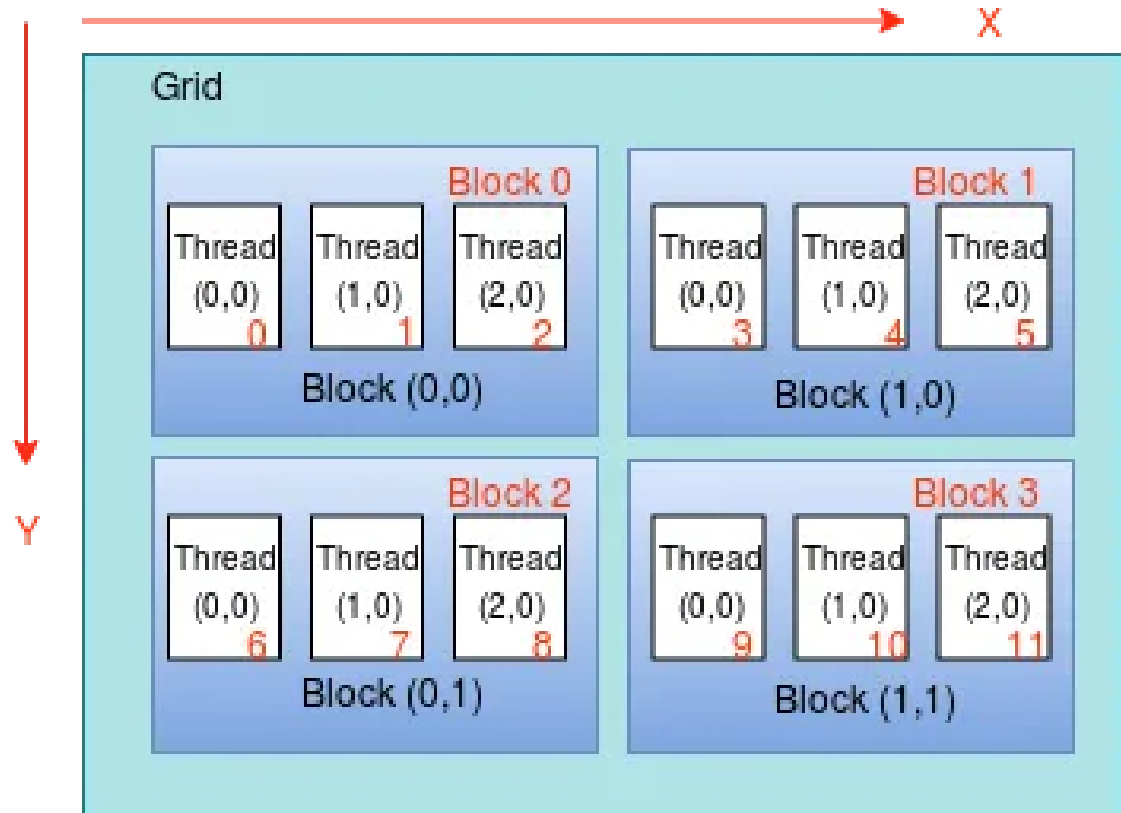 X
Grid
Block 0
Thread Thread Thread
(0,0) (1,0) (2,0)
0 1 2
Block (0,0)
Block 1
Thread Thread Thread
(0,0) (1,0) (2,0)
3 4 5
Block (1,0)
Y
Block 2
Thread Thread Thread
(0,0) (1,0) (2,0)
6 7 8
Block (0,1)
Block 3
Thread Thread Thread
(0,0) (1,0) (2,0)
9 10 11
Block (1,1)